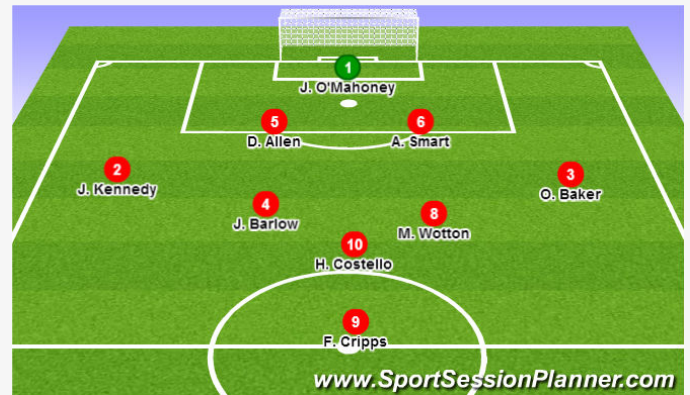 1
J. O'Mahoney
5
D. Allen
6
A. Smart
2
J. Kennedy
3
O. Baker
4
J. Barlow
8
M. Wotton
10
H. Costello
9
F. Cripps
www.SportSessionPlanner.com